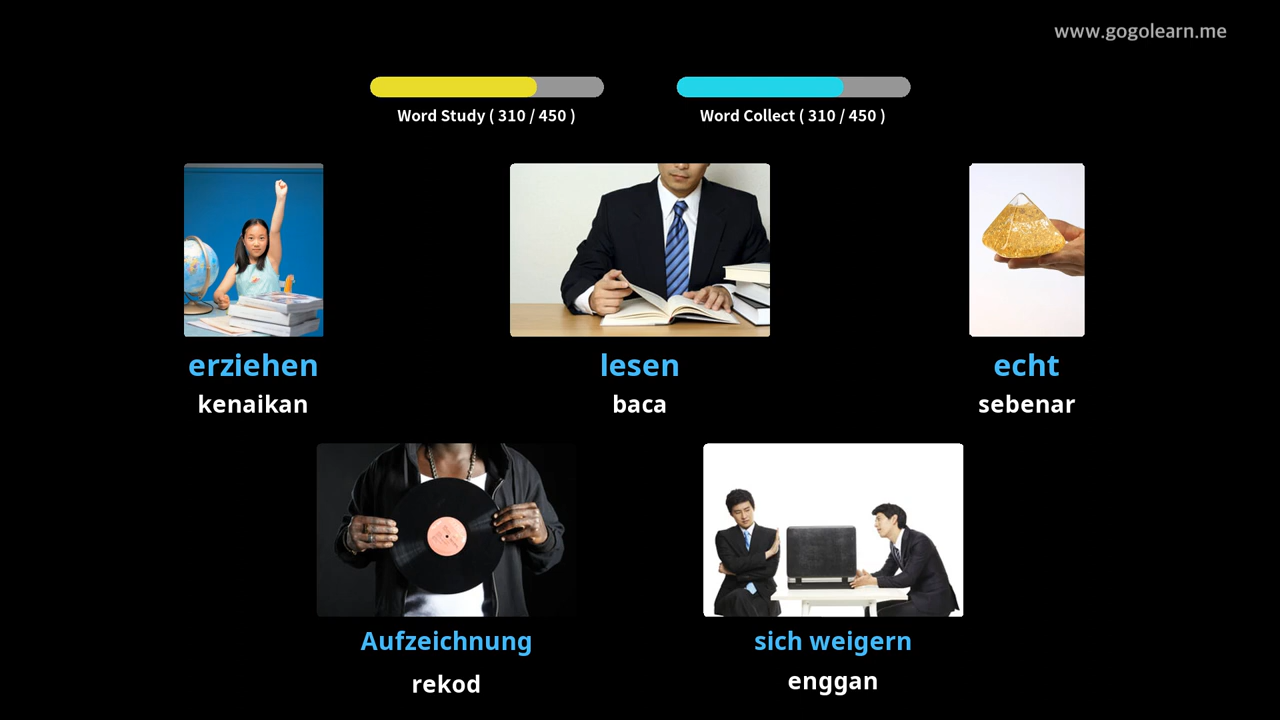 www.gogolearn.me
Word Study ( 310 / 450 )
Word Collect ( 310 / 450 )
erziehen
kenaikan
lesen
baca
echt
sebenar
Aufzeichnung
rekod
sich weigern
enggan